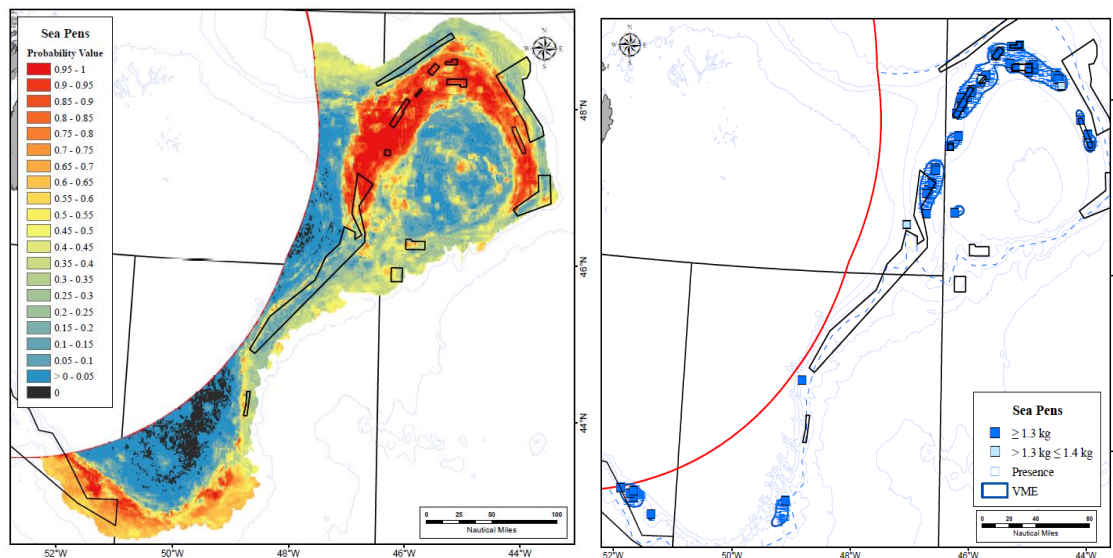 Sea Pens
Probability Value
0.95 - 1
0.9 - 0.95
0.85 - 0.9
0.8 - 0.85
0.75 - 0.8
0.7 - 0.75
0.65 - 0.7
0.6 - 0.65
0.55 - 0.6
0.5 - 0.55
0.45 - 0.5
0.4 - 0.45
0.35 - 0.4
0.3 - 0.35
0.25 - 0.3
0.2 - 0.25
0.15 - 0.2
0.1 - 0.15
0.05 - 0.1
> 0 - 0.05
0
N
W E
S
48°N
46°N
44°N
0 25 50 100
Nautical Miles
52°W 50°W 48°W 46°W 44°W
N
W E
S
48°N
46°N
44°N
Sea Pens
≥ 1.3 kg
> 1.3 kg ≤ 1.4 kg
Presence
VME
0 20 40 80
Nautical Miles
52°W 50°W 48°W 46°W 44°W